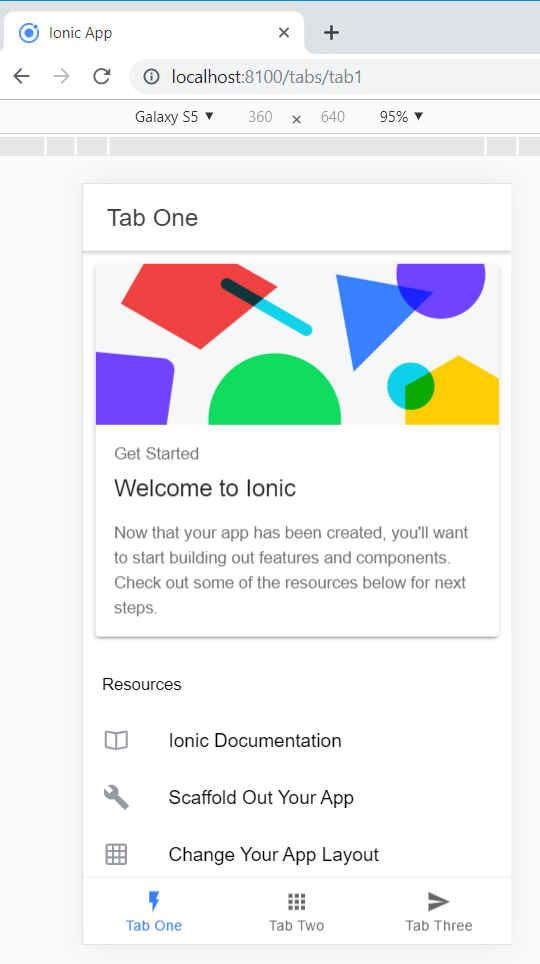 Ionic App
localhost:8100/tabs/tab1
Galaxy S5 ▼ 360 × 640 95% ▼
Tab One
Get Started
Welcome to Ionic
Now that your app has been created, you'll want
to start building out features and components.
Check out some of the resources below for next
steps.
Resources
Ionic Documentation
Scaffold Out Your App
Change Your App Layout
Tab One Tab Two Tab Three